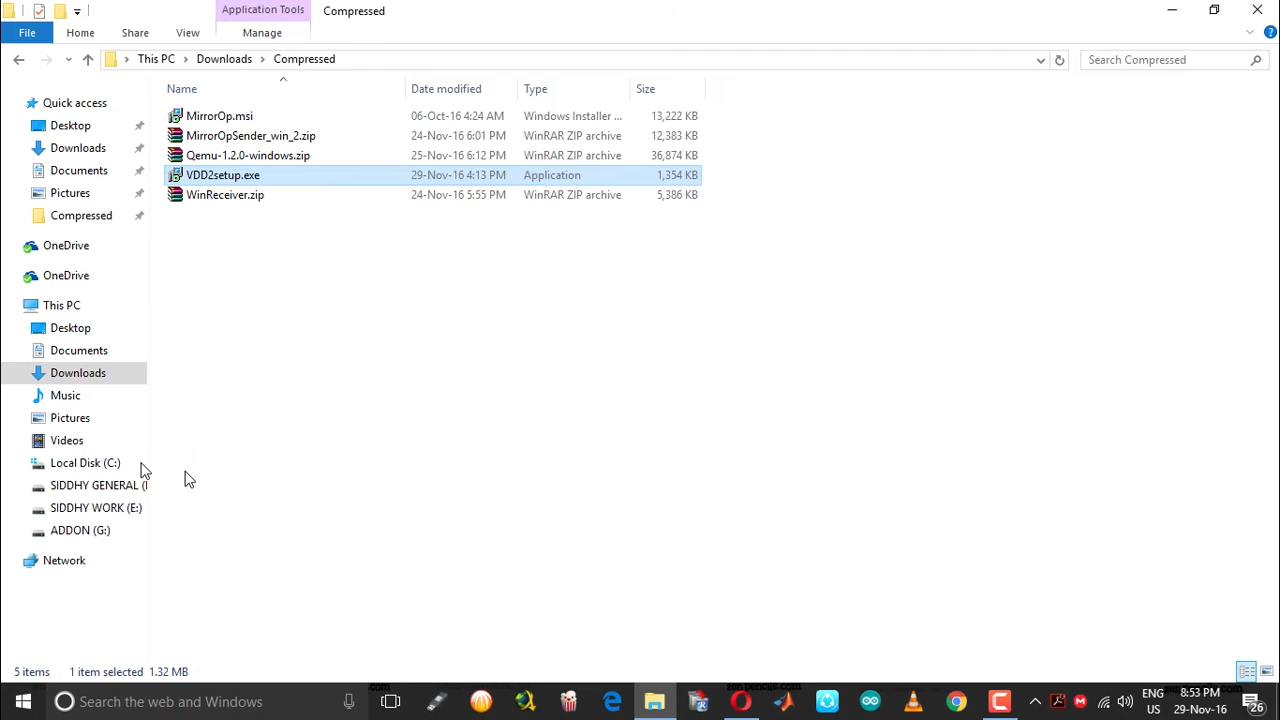 Application Tools Compressed
File Home Share View Manage
This PC Downloads Compressed Search Compressed
Name Date modified Type Size
MirrorOp.msi 06-Oct-16 4:24 AM Windows Installer ... 13,222 KB
MirrorOpSender_win_2.zip 24-Nov-16 6:01 PM WinRAR ZIP archive 12,383 KB
Qemu-1.2.0-windows.zip 25-Nov-16 6:12 PM WinRAR ZIP archive 36,874 KB
VDD2setup.exe 29-Nov-16 4:13 PM Application 1,354 KB
WinReceiver.zip 24-Nov-16 5:55 PM WinRAR ZIP archive 5,386 KB
Quick access
Desktop
Downloads
Documents
Pictures
Compressed
OneDrive
OneDrive
This PC
Desktop
Documents
Downloads
Music
Pictures
Videos
Local Disk (C:)
SIDDHY GENERAL (
SIDDHY WORK (E:)
ADDON (G:)
Network
5 items 1 item selected 1.32 MB
Search the web and Windows
ENG 8:53 PM
US 29-Nov-16 26